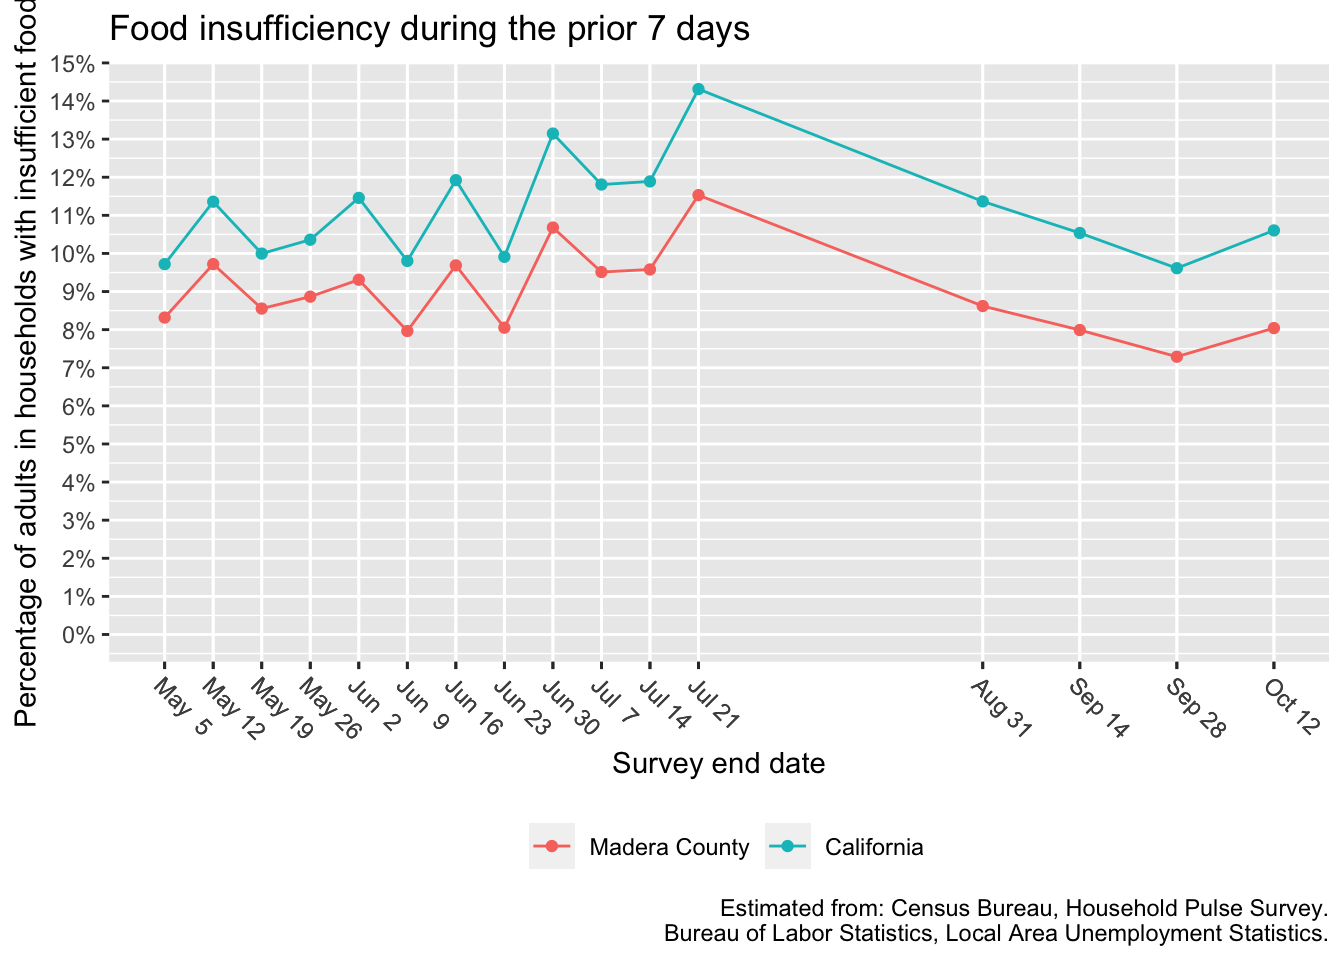 Food insufficiency during the prior 7 days
Percentage of adults in households with insufficient food
15%
14%
13%
12%
11%
10%
9%
8%
7%
6%
5%
4%
3%
2%
1%
0%
May 5
May 12
May 19
May 26
Jun 2
Jun 9
Jun 16
Jun 23
Jun 30
Jul 7
Jul 14
Jul 21
Aug 31
Sep 14
Sep 28
Oct 12
Survey end date
Madera County
California
Estimated from: Census Bureau, Household Pulse Survey.
Bureau of Labor Statistics, Local Area Unemployment Statistics.